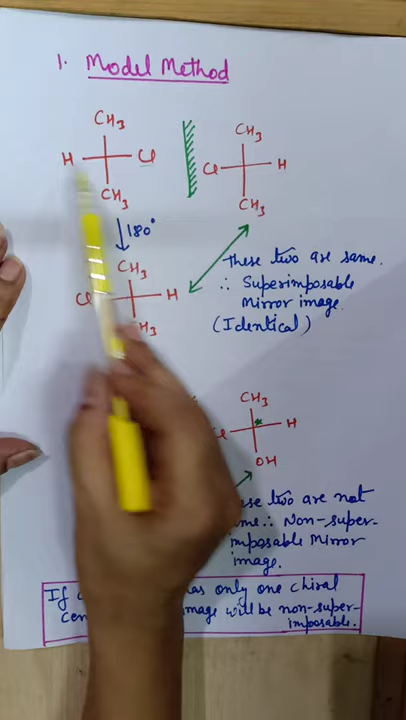 1. Model Method
CH3 CH3
H Cl Cl H
CH3 CH3
180°
CH3 These two are same.
Cl H ∴ Superimposable
Mirror image
(Identical)
CH3
H
OH
two are not
∴ Non-super-
imposable Mirror
image.
If only one chiral
image will be non-super-
imposable.